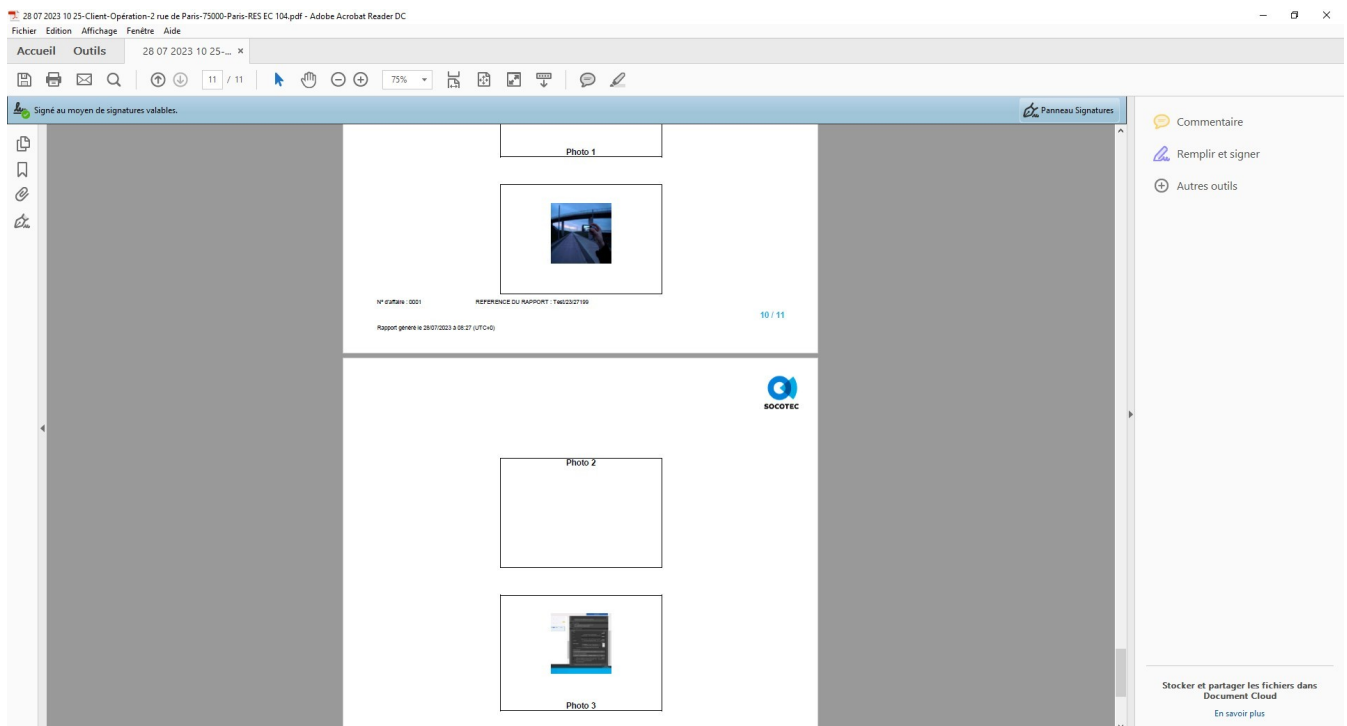 28 07 2023 10 25-Client-Opération-2 rue de Paris-75000-Paris-RES EC 104.pdf - Adobe Acrobat Reader DC
Fichier Edition Affichage Fenêtre Aide
Accueil Outils 28 07 2023 10 25-... ×
11 / 11 75%
Signé au moyen de signatures valables. Panneau Signatures
Commentaire
Remplir et signer
Autres outils
Photo 1
N° d'affaire : 0001 REFERENCE DU RAPPORT : Test/23/27199
10 / 11
Rapport généré le 28/07/2023 à 08:27 (UTC+0)
SOCOTEC
Photo 2
Photo 3
Stocker et partager les fichiers dans
Document Cloud
En savoir plus